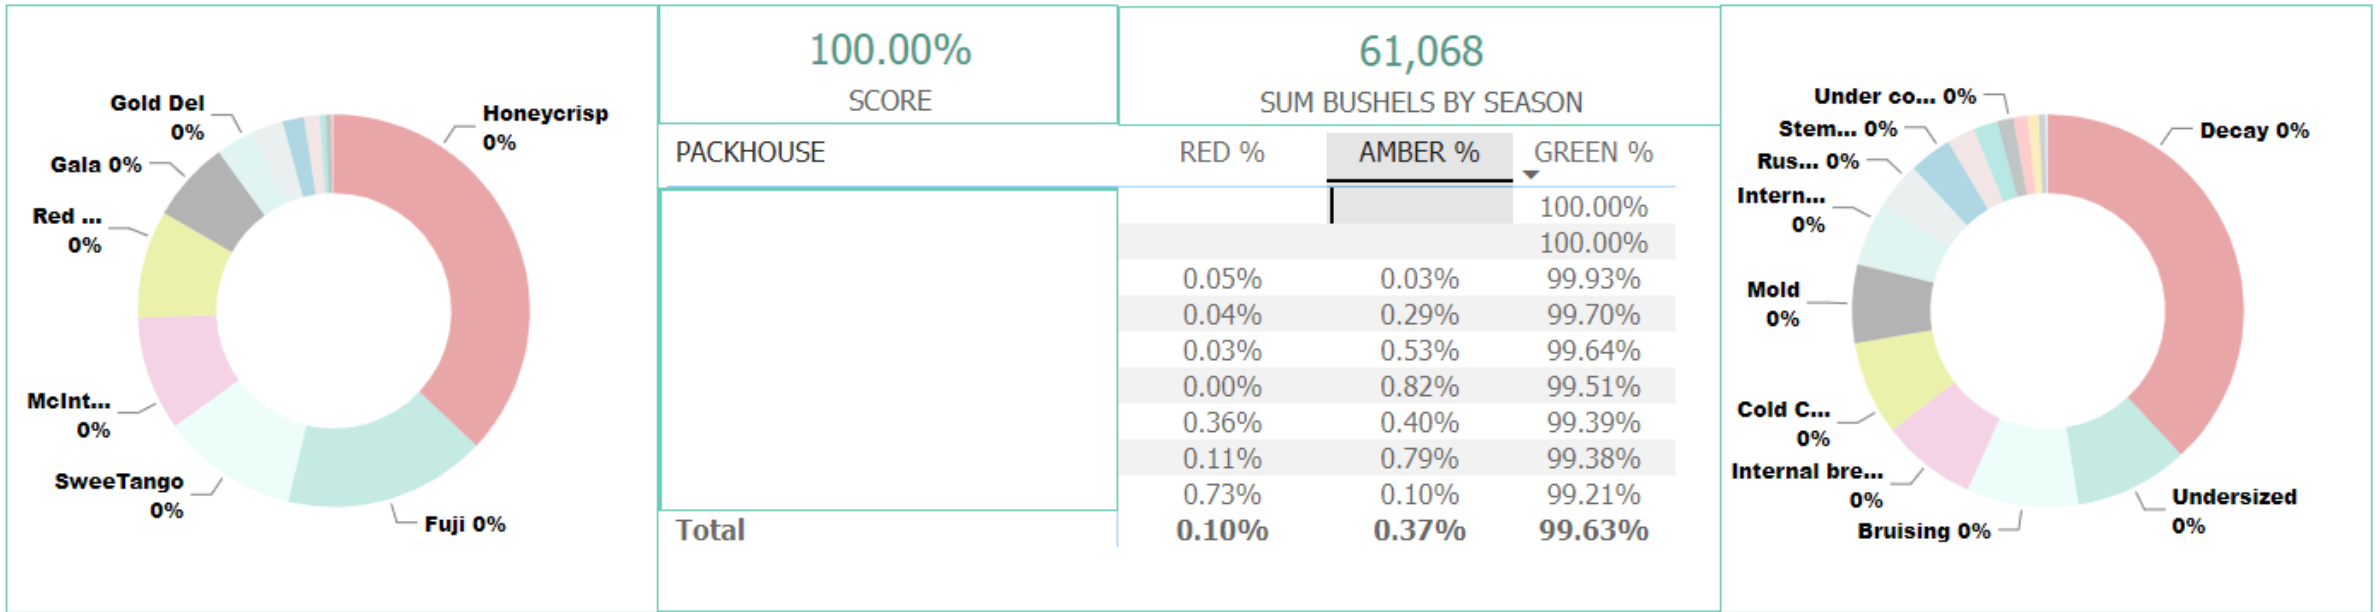 Gold Del
0%
Honeycrisp
0%
Gala 0%
Red ...
0%
McInt...
0%
SweeTango
0%
Fuji 0%
100.00%
SCORE
61,068
SUM BUSHELS BY SEASON
PACKHOUSE RED % AMBER % GREEN %
100.00%
100.00%
0.05% 0.03% 99.93%
0.04% 0.29% 99.70%
0.03% 0.53% 99.64%
0.00% 0.82% 99.51%
0.36% 0.40% 99.39%
0.11% 0.79% 99.38%
0.73% 0.10% 99.21%
Total 0.10% 0.37% 99.63%
Under co... 0%
Stem... 0%
Rus... 0%
Intern...
0%
Mold
0%
Cold C...
0%
Internal bre...
0%
Bruising 0%
Decay 0%
Undersized
0%